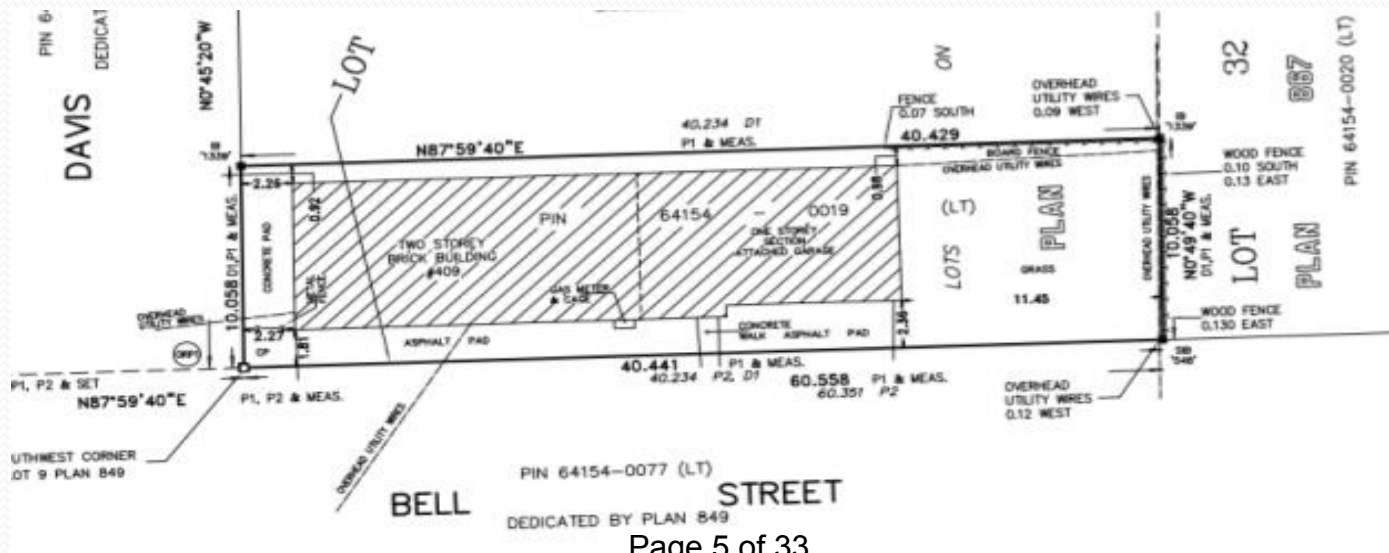 PIN 6
DEDICAT
DAVIS
N0°45'20"W
LOT
ON
32
867
PIN 64154-0020 (LT)
OVERHEAD
UTILITY WIRES
0.09 WEST
FENCE
0.07 SOUTH
40.234 D1
P1 & MEAS.
40.429
N87°59'40"E
IB
BOARD FENCE
OVERHEAD UTILITY WIRES
WOOD FENCE
0.10 SOUTH
0.13 EAST
2.26
0.92
0.98
10.058 D1,P1 & MEAS.
CONCRETE PAD
PIN 64154 - 0019
(LT)
LOTS
PLAN
TWO STOREY
BRICK BUILDING
#409
ONE STOREY
SECTION
ATTACHED GARAGE
OVERHEAD UTILITY WIRES
10.058
N0°49'40"W
D1,P1 & MEAS.
LOT
PLAN
GRASS
11.45
METAL
FENCE
GAS METER
& CAGE
OVERHEAD
UTILITY WIRES
WOOD FENCE
0.130 EAST
2.27
CP
1.81
ASPHALT PAD
CONCRETE
WALK
ASPHALT PAD
2.36
SIB
40.441
P1 & MEAS.
40.234 P2, D1
60.558 P1 & MEAS.
60.351 P2
P1, P2 & SET
N87°59'40"E
P1, P2 & MEAS.
OVERHEAD
UTILITY WIRES
0.12 WEST
OVERHEAD UTILITY WIRES
UTHWEST CORNER
OT 9 PLAN 849
PIN 64154-0077 (LT)
BELL STREET
DEDICATED BY PLAN 849
Page 5 of 33